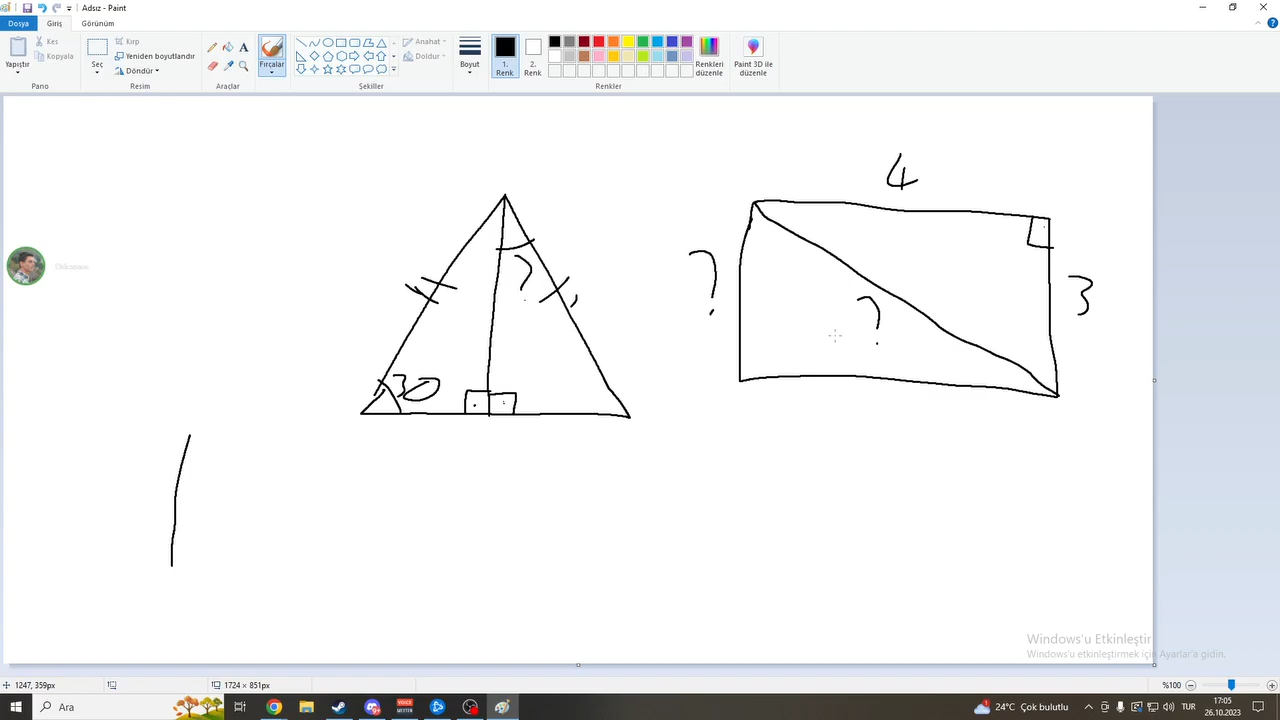 Adsız - Paint
Dosya Giriş Görünüm
Yapıştır Kes Kopyala
Pano
Seç Kırp Yeniden boyutlandır Döndür
Resim
A
Araçlar
Fırçalar
Anahat Doldur
Şekiller
Boyut
1. Renk 2. Renk
Renkleri düzenle
Renkler
Paint 3D ile düzenle
4
? ? 3
?
30
Windows'u Etkinleştir
Windows'u etkinleştirmek için Ayarlar'a gidin.
1247, 359px 1724 × 851px %100
Ara VOICE MEETER 1 24°C Çok bulutlu TUR 17:05
26.10.2023